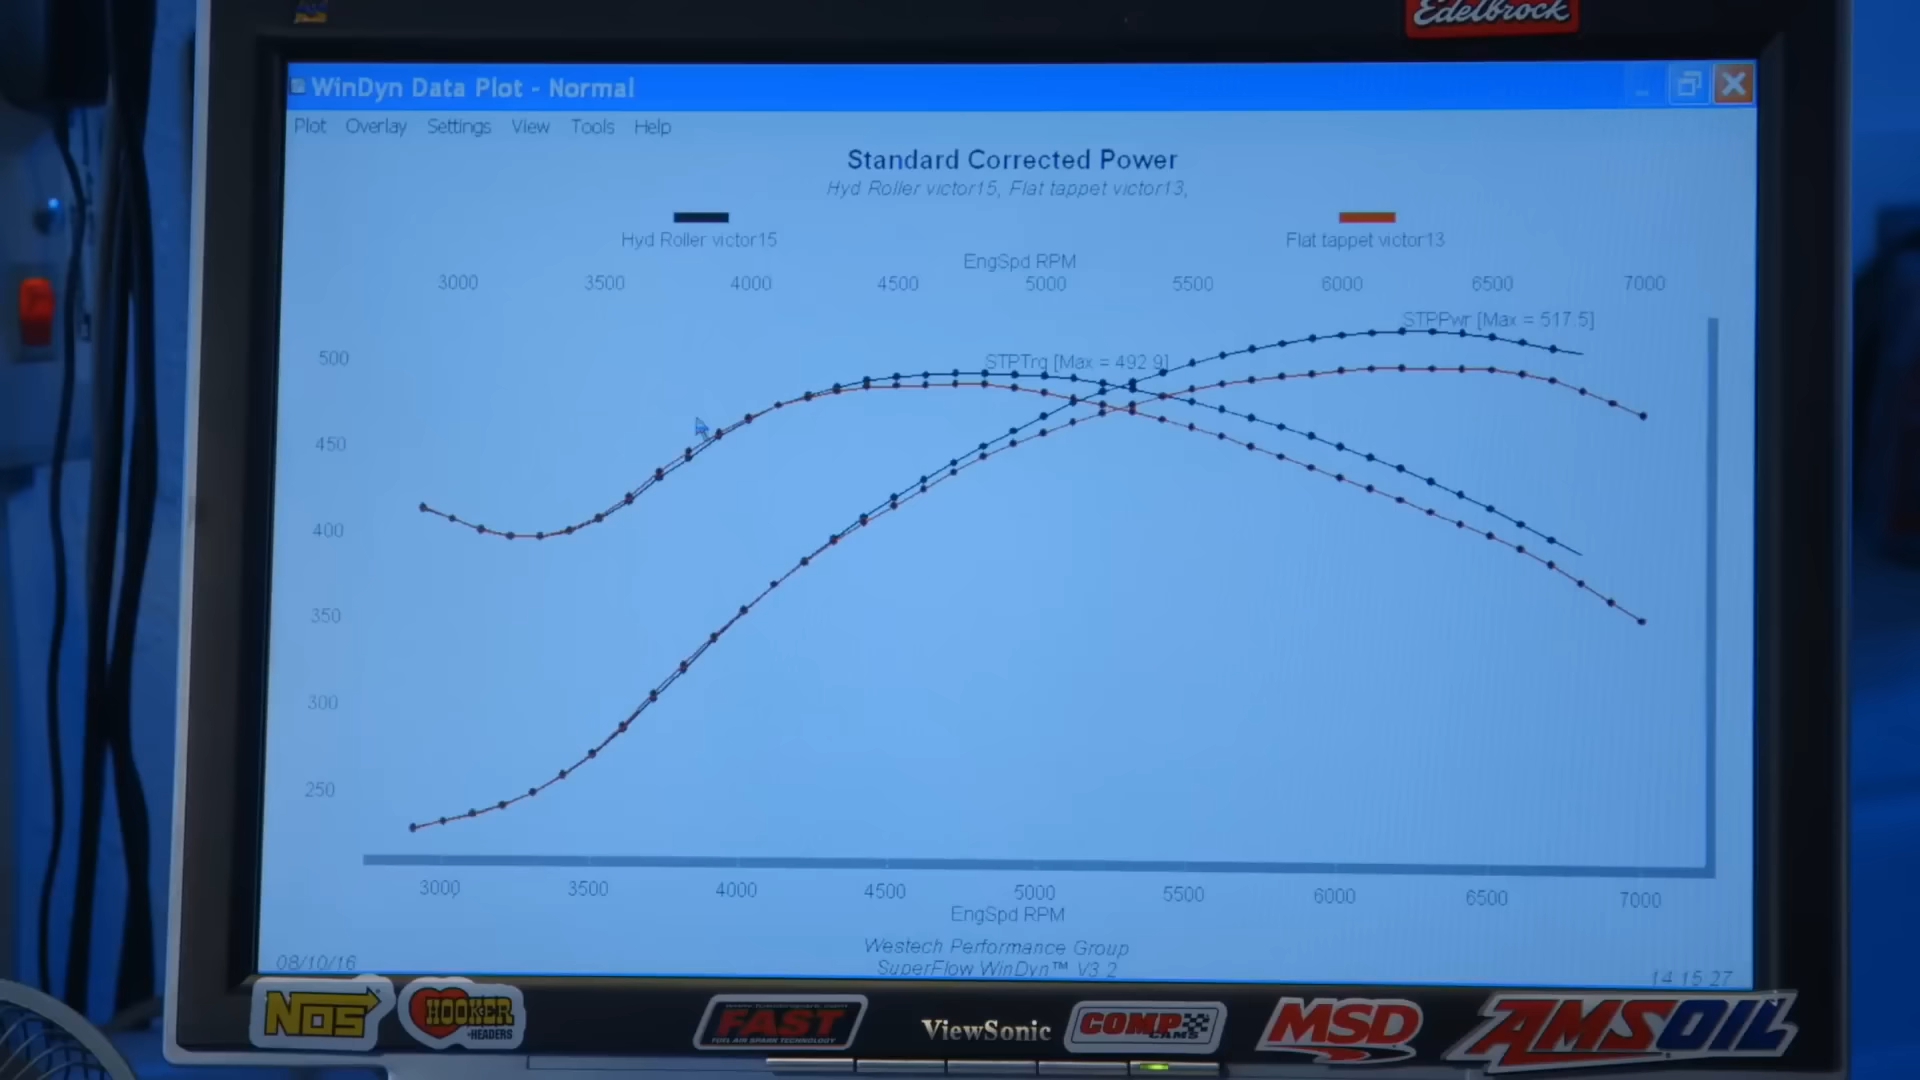 Edelbrock
WinDyn Data Plot - Normal
Plot Overlay Settings View Tools Help
Standard Corrected Power
Hyd Roller victor15, Flat tappet victor13,
Hyd Roller victor15
Flat tappet victor13
EngSpd RPM
3000 3500 4000 4500 5000 5500 6000 6500 7000
STPPwr [Max = 517.5]
STPTrq [Max = 492.9]
500
450
400
350
300
250
3000 3500 4000 4500 5000 5500 6000 6500 7000
EngSpd RPM
Westech Performance Group
SuperFlow WinDyn™ V3.2
08/10/16
14:15:27
NOS
HOOKER
HEADERS
FAST
FUEL AIR SPARK TECHNOLOGY
ViewSonic
COMP
CAMS
MSD
AMSOIL